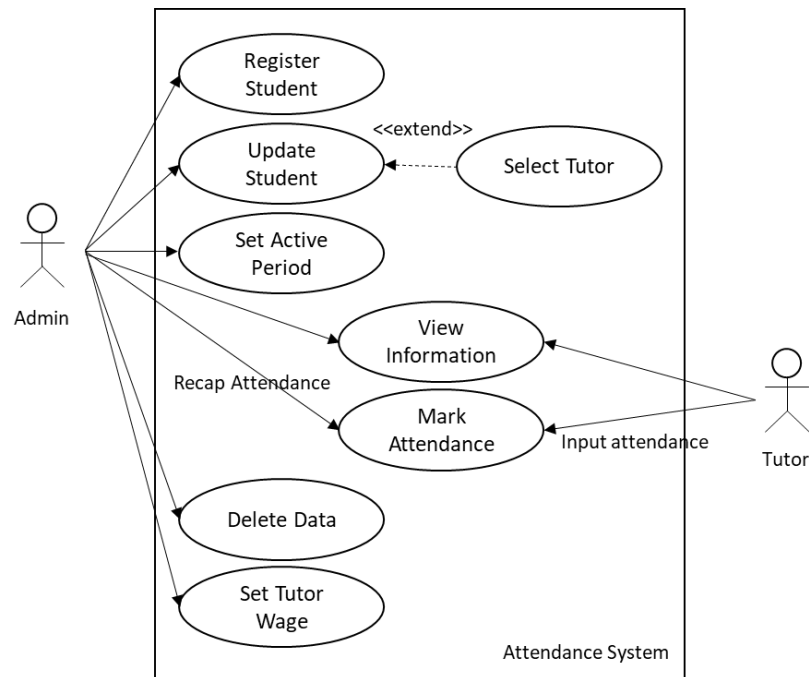 Register
Student
<<extend>>
Update
Student
Select Tutor
Set Active
Period
Admin
View
Information
Recap Attendance
Mark
Attendance
Input attendance
Tutor
Delete Data
Set Tutor
Wage
Attendance System